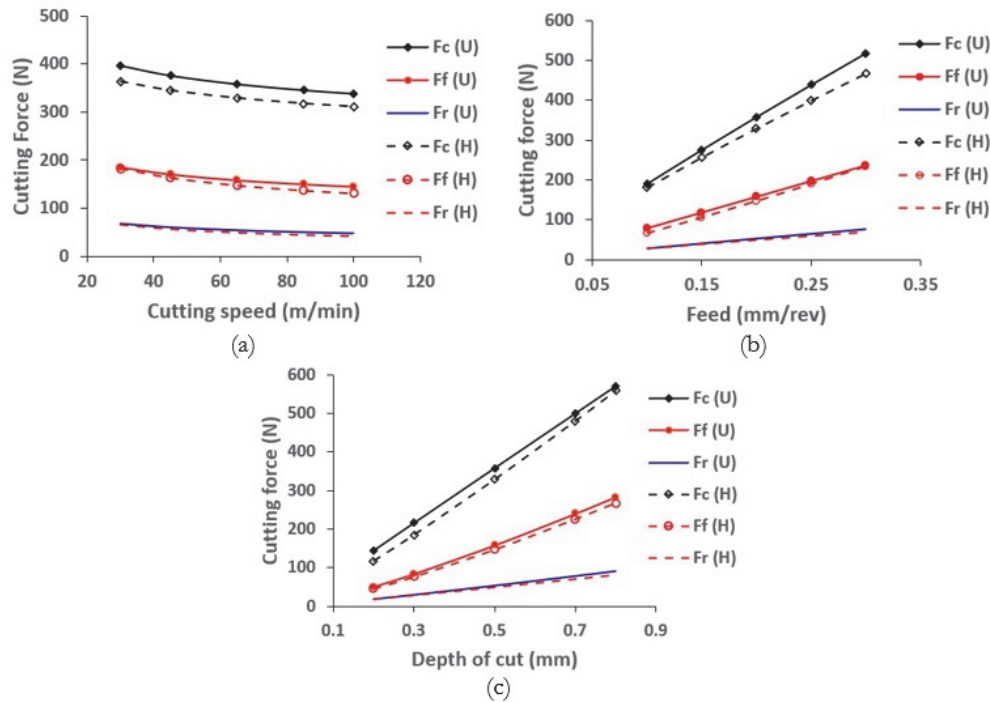 500
400
300
200
100
0
20 40 60 80 100 120
Cutting Force (N)
Cutting speed (m/min)
Fc (U)
Ff (U)
Fr (U)
Fc (H)
Ff (H)
Fr (H)
(a)
600
500
400
300
200
100
0
0.05 0.15 0.25 0.35
Cutting force (N)
Feed (mm/rev)
Fc (U)
Ff (U)
Fr (U)
Fc (H)
Ff (H)
Fr (H)
(b)
600
500
400
300
200
100
0
0.1 0.3 0.5 0.7 0.9
Cutting force (N)
Depth of cut (mm)
Fc (U)
Ff (U)
Fr (U)
Fc (H)
Ff (H)
Fr (H)
(c)